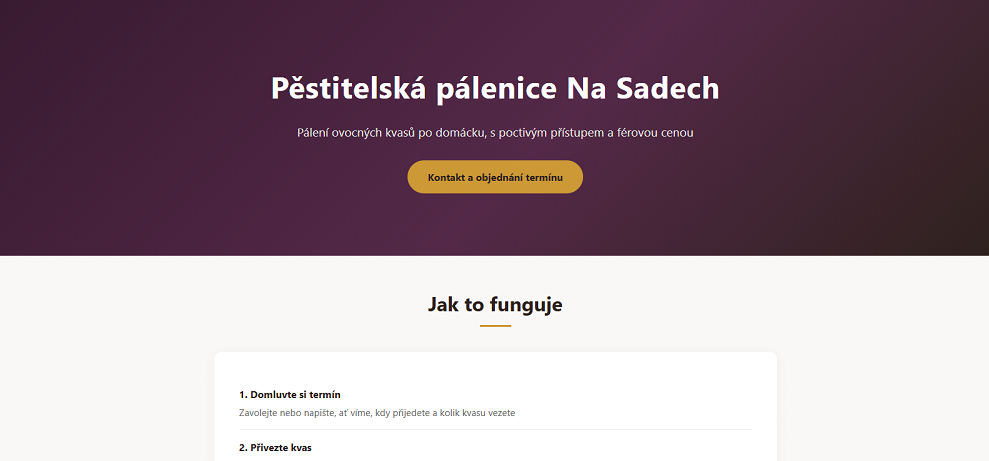 Pěstitelská pálenice Na Sadech
Pálení ovocných kvasů po domácku, s poctivým přístupem a férovou cenou
Kontakt a objednání termínu
Jak to funguje
1. Domluvte si termín
Zavolejte nebo napište, ať víme, kdy přijedete a kolik kvasu vezete
2. Přivezte kvas